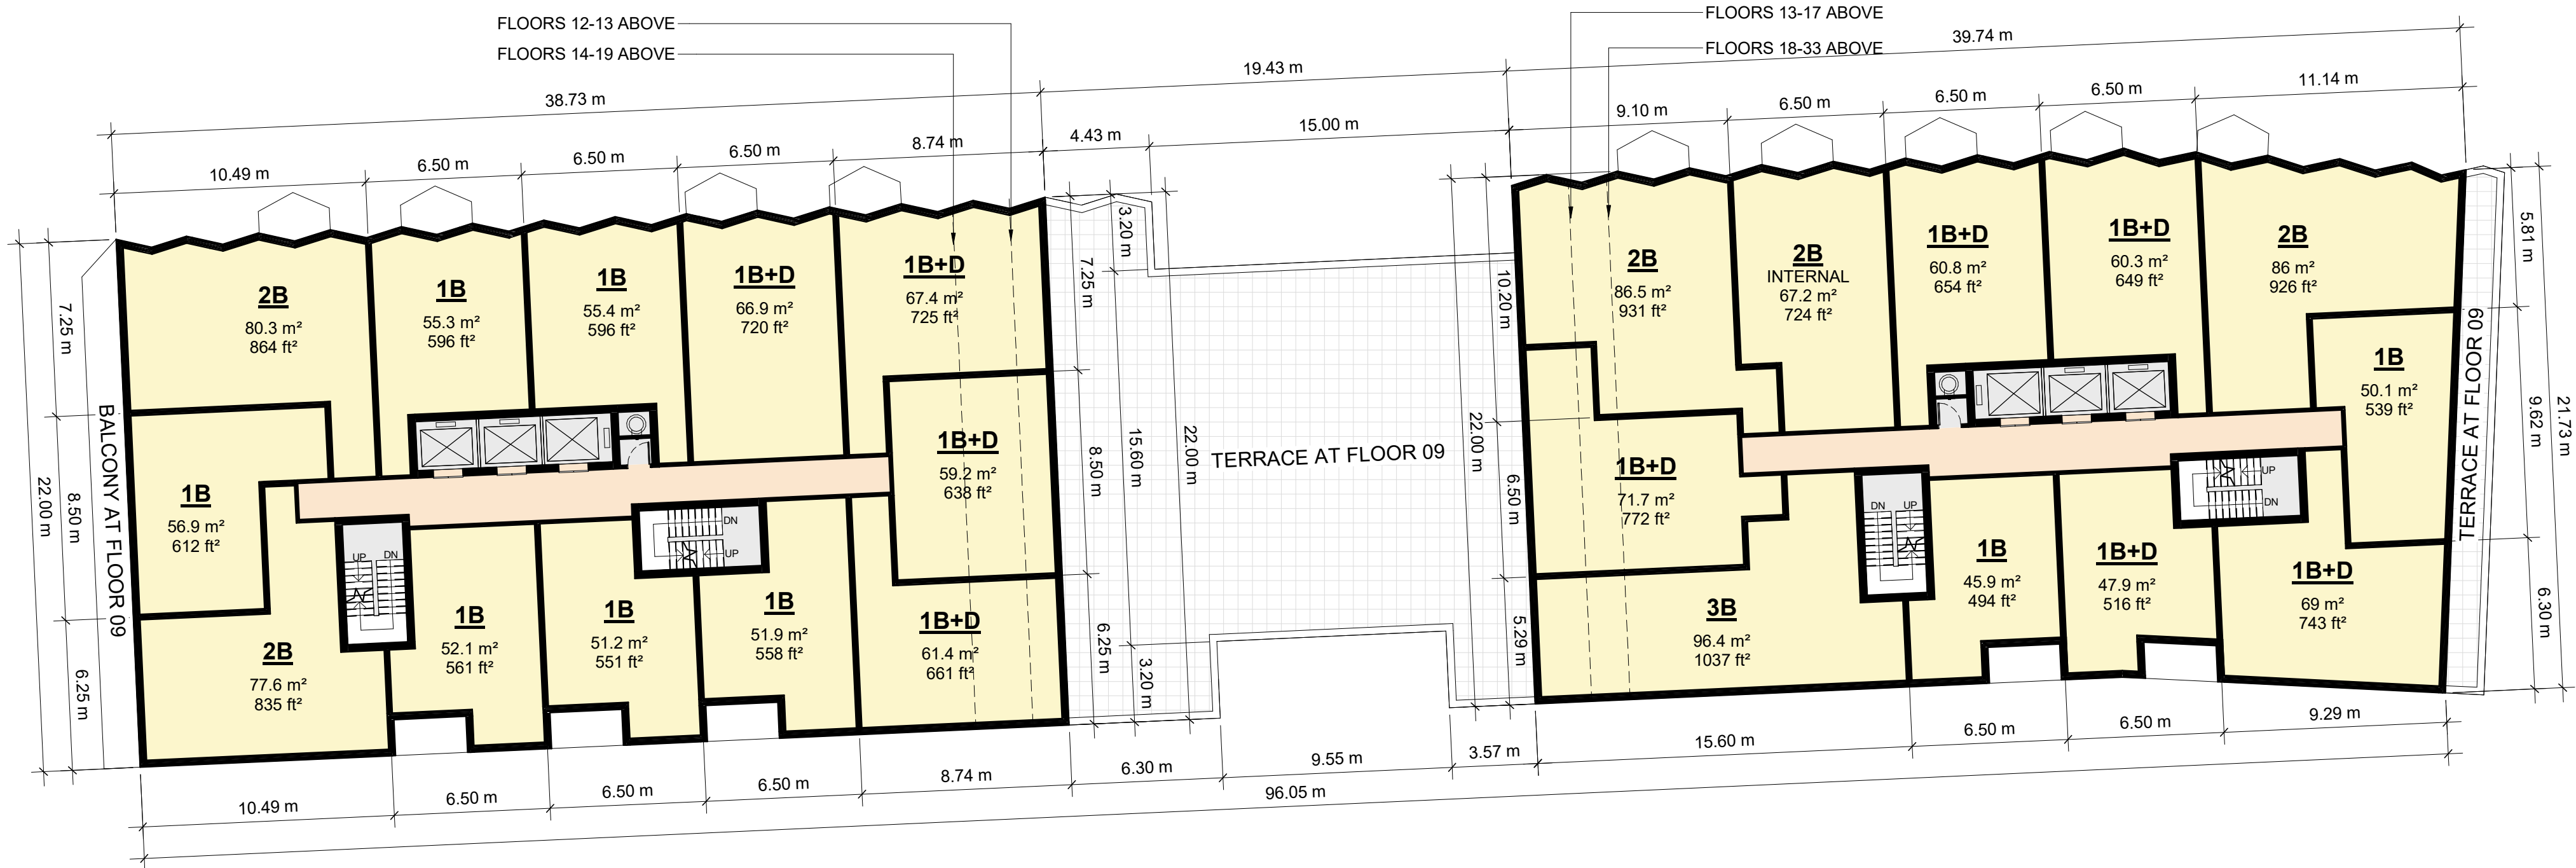 FLOORS 12-13 ABOVE
FLOORS 14-19 ABOVE
FLOORS 13-17 ABOVE
FLOORS 18-33 ABOVE
38.73 m
19.43 m
39.74 m
10.49 m
6.50 m
6.50 m
6.50 m
8.74 m
4.43 m
15.00 m
9.10 m
6.50 m
6.50 m
6.50 m
11.14 m
22.00 m
7.25 m
8.50 m
6.25 m
BALCONY AT FLOOR 09
2B
80.3 m²
864 ft²
1B
55.3 m²
596 ft²
1B
55.4 m²
596 ft²
1B+D
66.9 m²
720 ft²
1B+D
67.4 m²
725 ft²
1B
56.9 m²
612 ft²
1B+D
59.2 m²
638 ft²
UP
DN
DN
UP
2B
77.6 m²
835 ft²
1B
52.1 m²
561 ft²
1B
51.2 m²
551 ft²
1B
51.9 m²
558 ft²
1B+D
61.4 m²
661 ft²
7.25 m
8.50 m
6.25 m
3.20 m
15.60 m
3.20 m
22.00 m
TERRACE AT FLOOR 09
22.00 m
10.20 m
6.50 m
5.29 m
2B
86.5 m²
931 ft²
2B
INTERNAL
67.2 m²
724 ft²
1B+D
60.8 m²
654 ft²
1B+D
60.3 m²
649 ft²
2B
86 m²
926 ft²
1B
50.1 m²
539 ft²
1B+D
71.7 m²
772 ft²
DN
UP
UP
DN
3B
96.4 m²
1037 ft²
1B
45.9 m²
494 ft²
1B+D
47.9 m²
516 ft²
1B+D
69 m²
743 ft²
TERRACE AT FLOOR 09
5.81 m
9.62 m
6.30 m
21.73 m
10.49 m
6.50 m
6.50 m
6.50 m
8.74 m
6.30 m
9.55 m
3.57 m
15.60 m
6.50 m
6.50 m
9.29 m
96.05 m